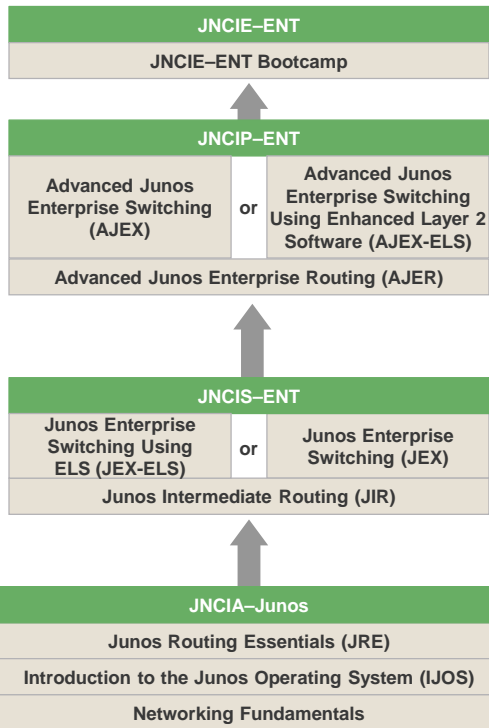 JNCIE–ENT
JNCIE–ENT Bootcamp
JNCIP–ENT
Advanced Junos
Enterprise Switching
(AJEX)
or
Advanced Junos
Enterprise Switching
Using Enhanced Layer 2
Software (AJEX-ELS)
Advanced Junos Enterprise Routing (AJER)
JNCIS–ENT
Junos Enterprise
Switching Using
ELS (JEX-ELS)
or
Junos Enterprise
Switching (JEX)
Junos Intermediate Routing (JIR)
JNCIA–Junos
Junos Routing Essentials (JRE)
Introduction to the Junos Operating System (IJOS)
Networking Fundamentals